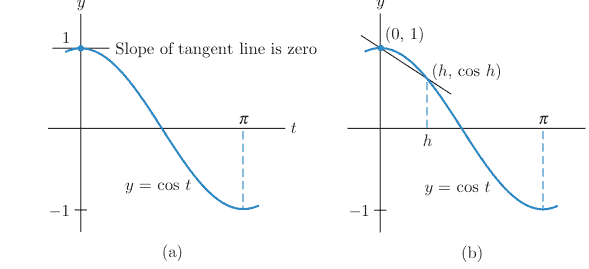 y
1
Slope of tangent line is zero
π
t
y = cos t
−1
(a)
y
(0, 1)
(h, cos h)
π
h
y = cos t
−1
(b)